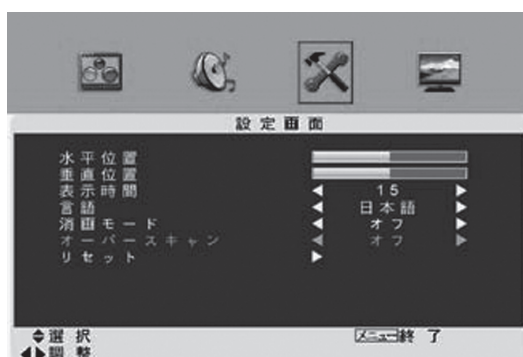 設定画面
水平位置
垂直位置
表示時間 15
言語 日本語
消画モード オフ
オーバースキャン オフ
リセット
選択 メニュー 終了
調整